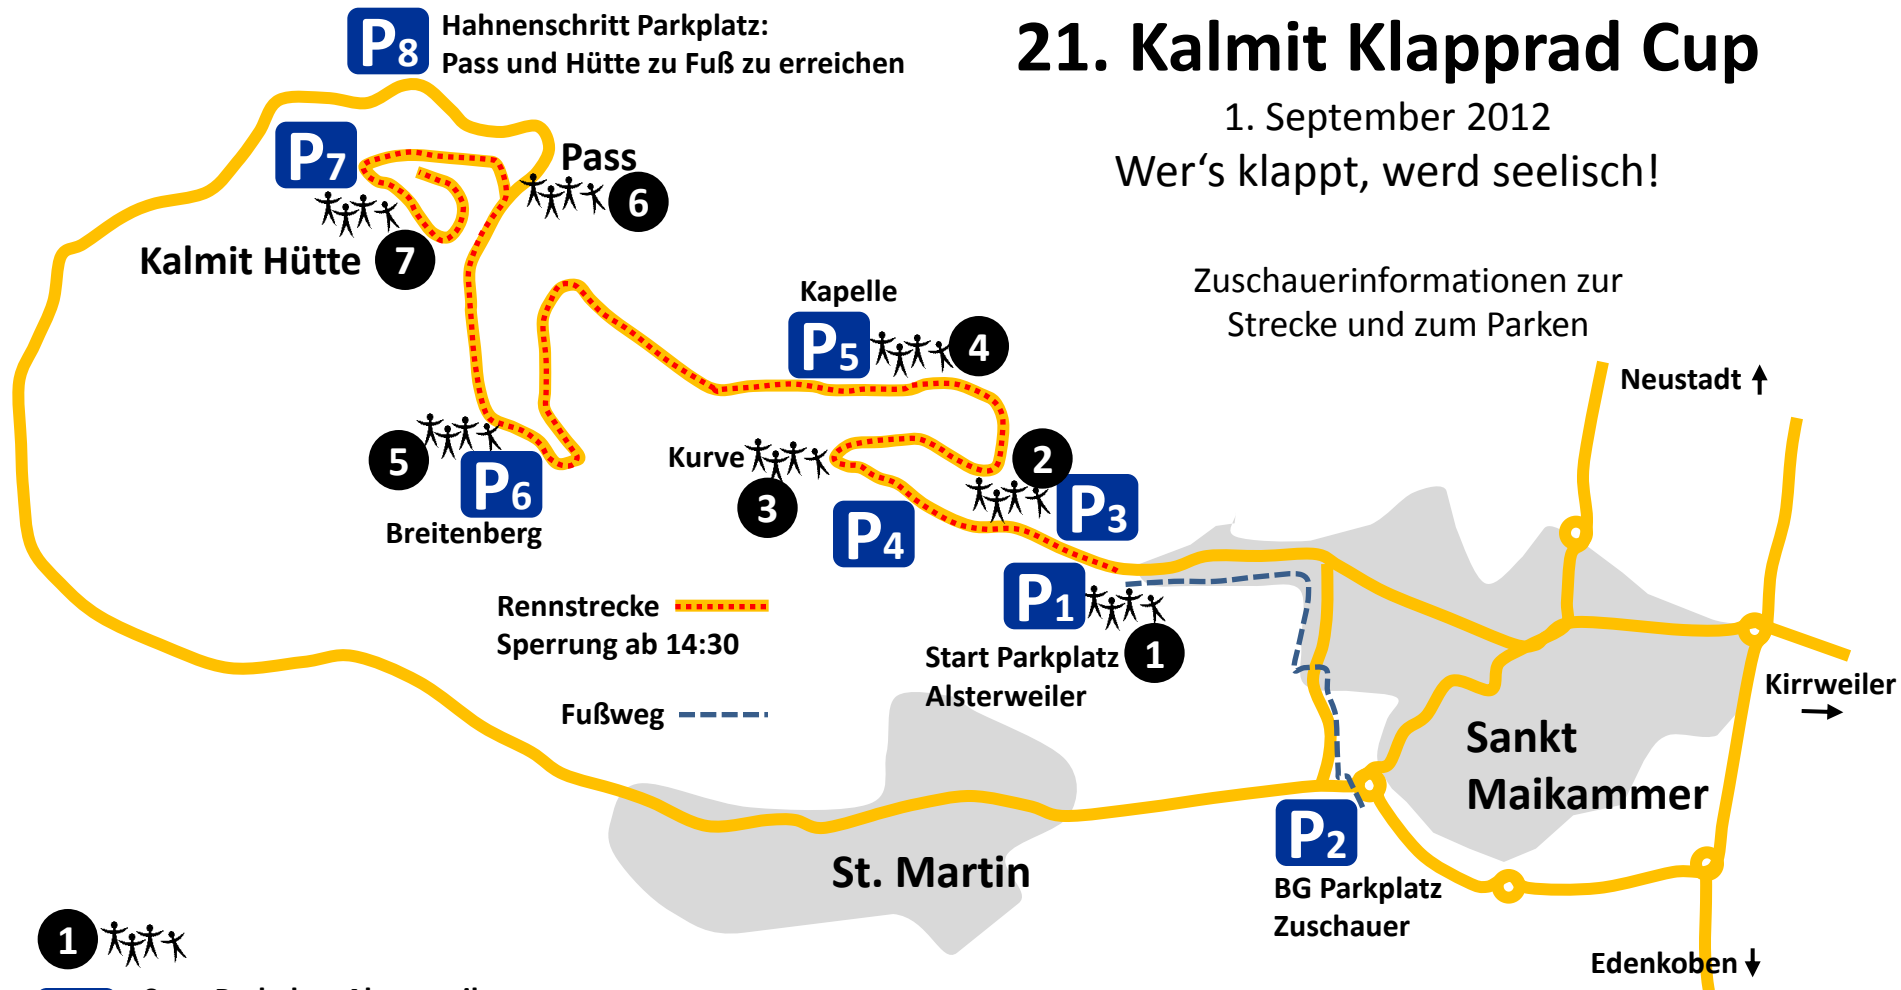 21. Kalmit Klapprad Cup
1. September 2012
Wer‘s klappt, werd seelisch!
Zuschauerinformationen zur
Strecke und zum Parken
P8
Hahnenschritt Parkplatz:
Pass und Hütte zu Fuß zu erreichen
P7
Pass
6
Kalmit Hütte
7
Kapelle
P5
4
Neustadt
5
P6
Breitenberg
Kurve
3
2
P3
P4
P1
1
Start Parkplatz
Alsterweiler
Rennstrecke
Sperrung ab 14:30
Fußweg
Kirrweiler
Sankt
Maikammer
St. Martin
P2
BG Parkplatz
Zuschauer
Edenkoben
1